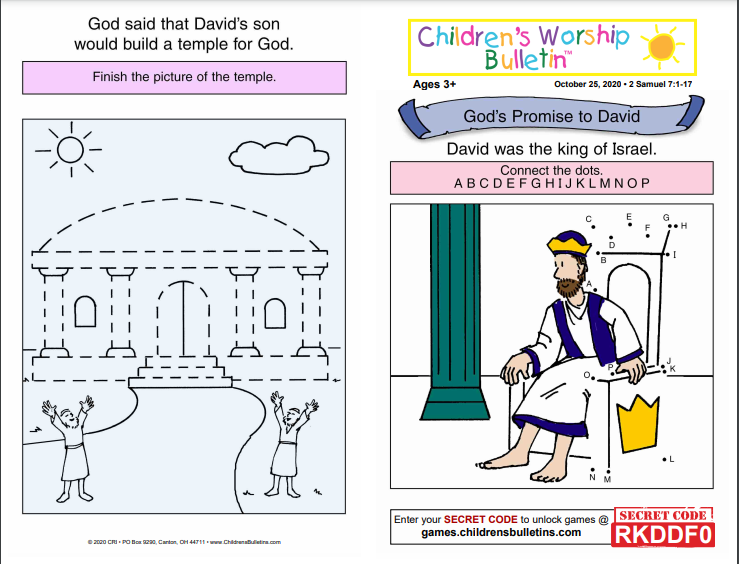 God said that David's son
would build a temple for God.
Finish the picture of the temple.
© 2020 CRI • PO Box 9290, Canton, OH 44711 • www.ChildrensBulletins.com
Children's Worship
Bulletin™
Ages 3+
October 25, 2020 • 2 Samuel 7:1-17
God's Promise to David
David was the king of Israel.
Connect the dots.
A B C D E F G H I J K L M N O P
C
E
G
H
F
D
B
I
A
J
P
K
O
L
N
M
Enter your SECRET CODE to unlock games @
games.childrensbulletins.com
SECRET CODE
RKDDF0